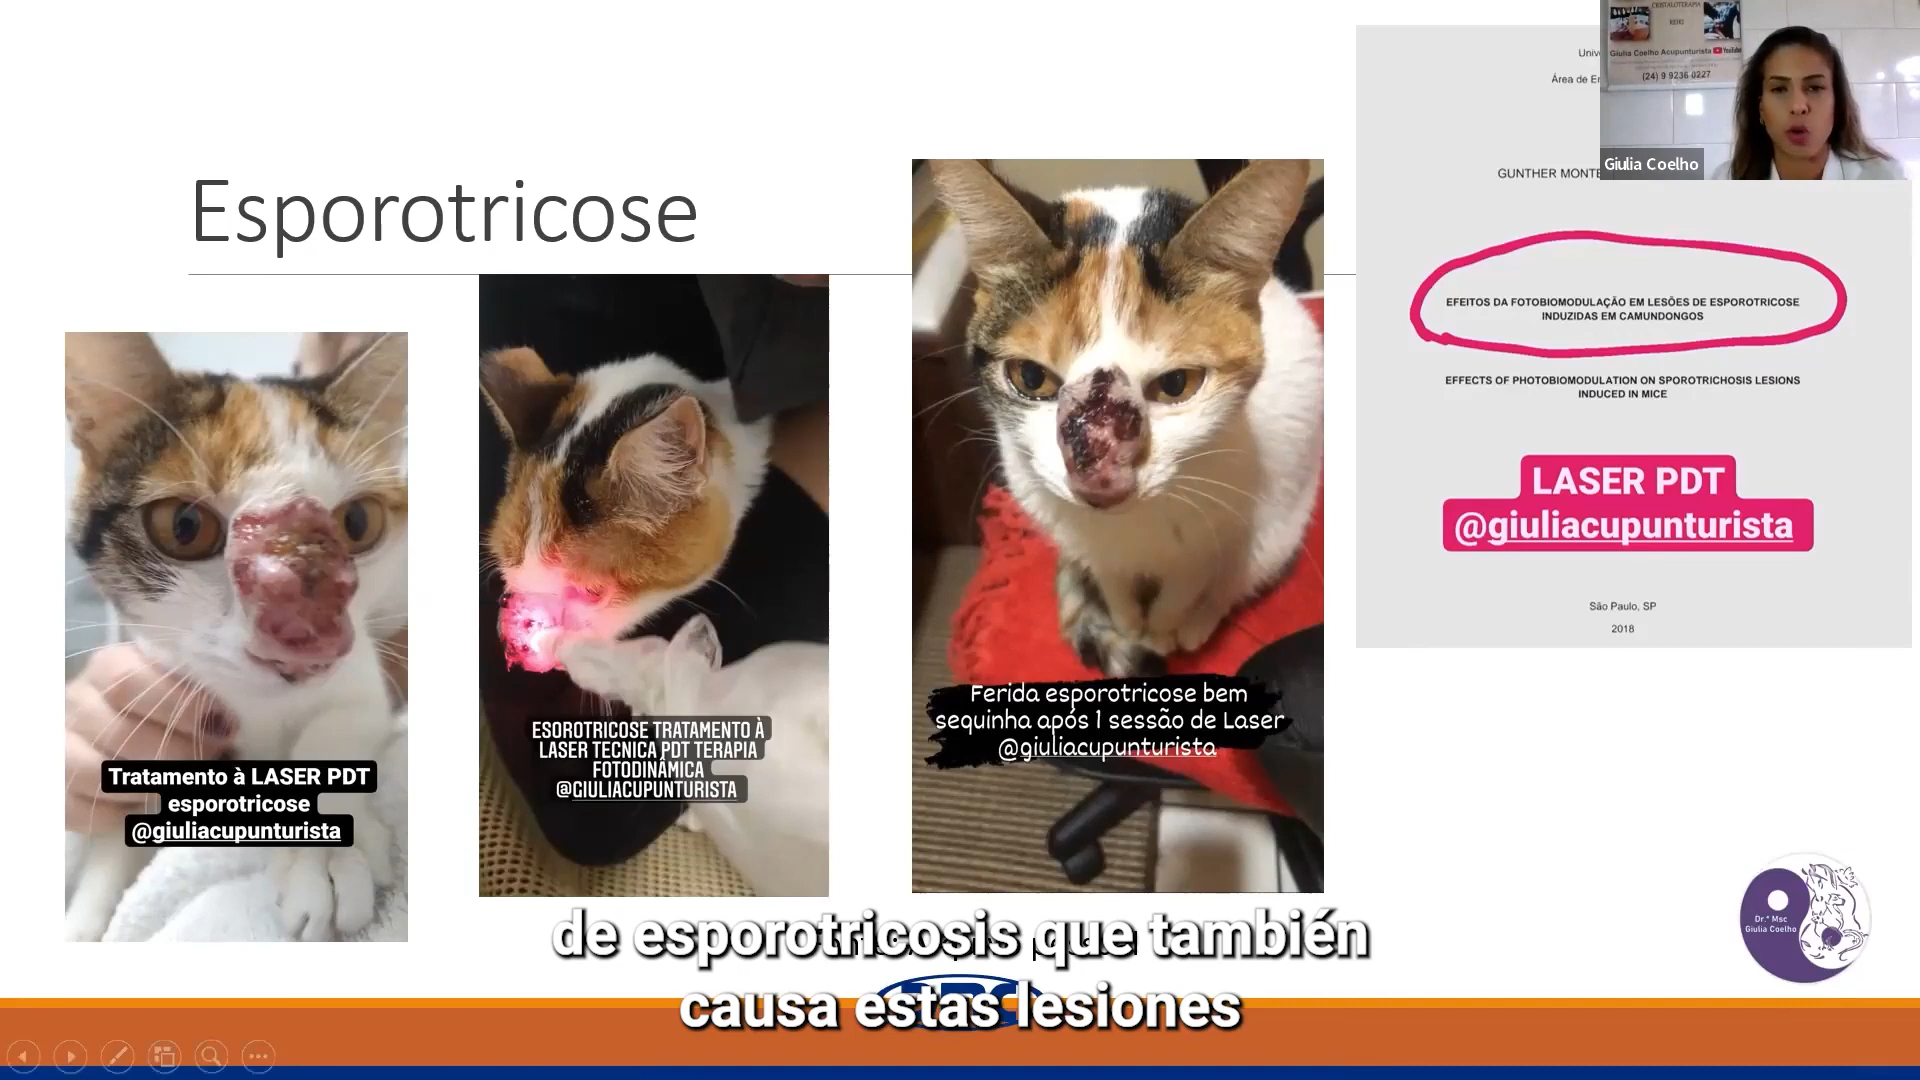 Esporotricose
Tratamento à LASER PDT
esporotricose
@giuliacupunturista
ESOROTRICOSE TRATAMENTO À
LASER TECNICA PDT TERAPIA
FOTODINÂMICA
@GIULIACUPUNTURISTA
Ferida esporotricose bem
sequinha após 1 sessão de Laser
@giuliacupunturista
Área de
GUNTHER
EFEITOS DA FOTOBIOMODULAÇÃO EM LESÕES DE ESPOROTRICOSE
INDUZIDAS EM CAMUNDONGOS
EFFECTS OF PHOTOBIOMODULATION ON SPOROTRICHOSIS LESIONS
INDUCED IN MICE
LASER PDT
@giuliacupunturista
São Paulo, SP
2018
CRISTALOTERAPIA
REIKI
Giulia Coelho Acupunturista YouTube
(24) 9 9236 0227
Giulia Coelho
Dr.ª Msc
Giulia Coelho
de esporotricosis que también
causa estas lesiones